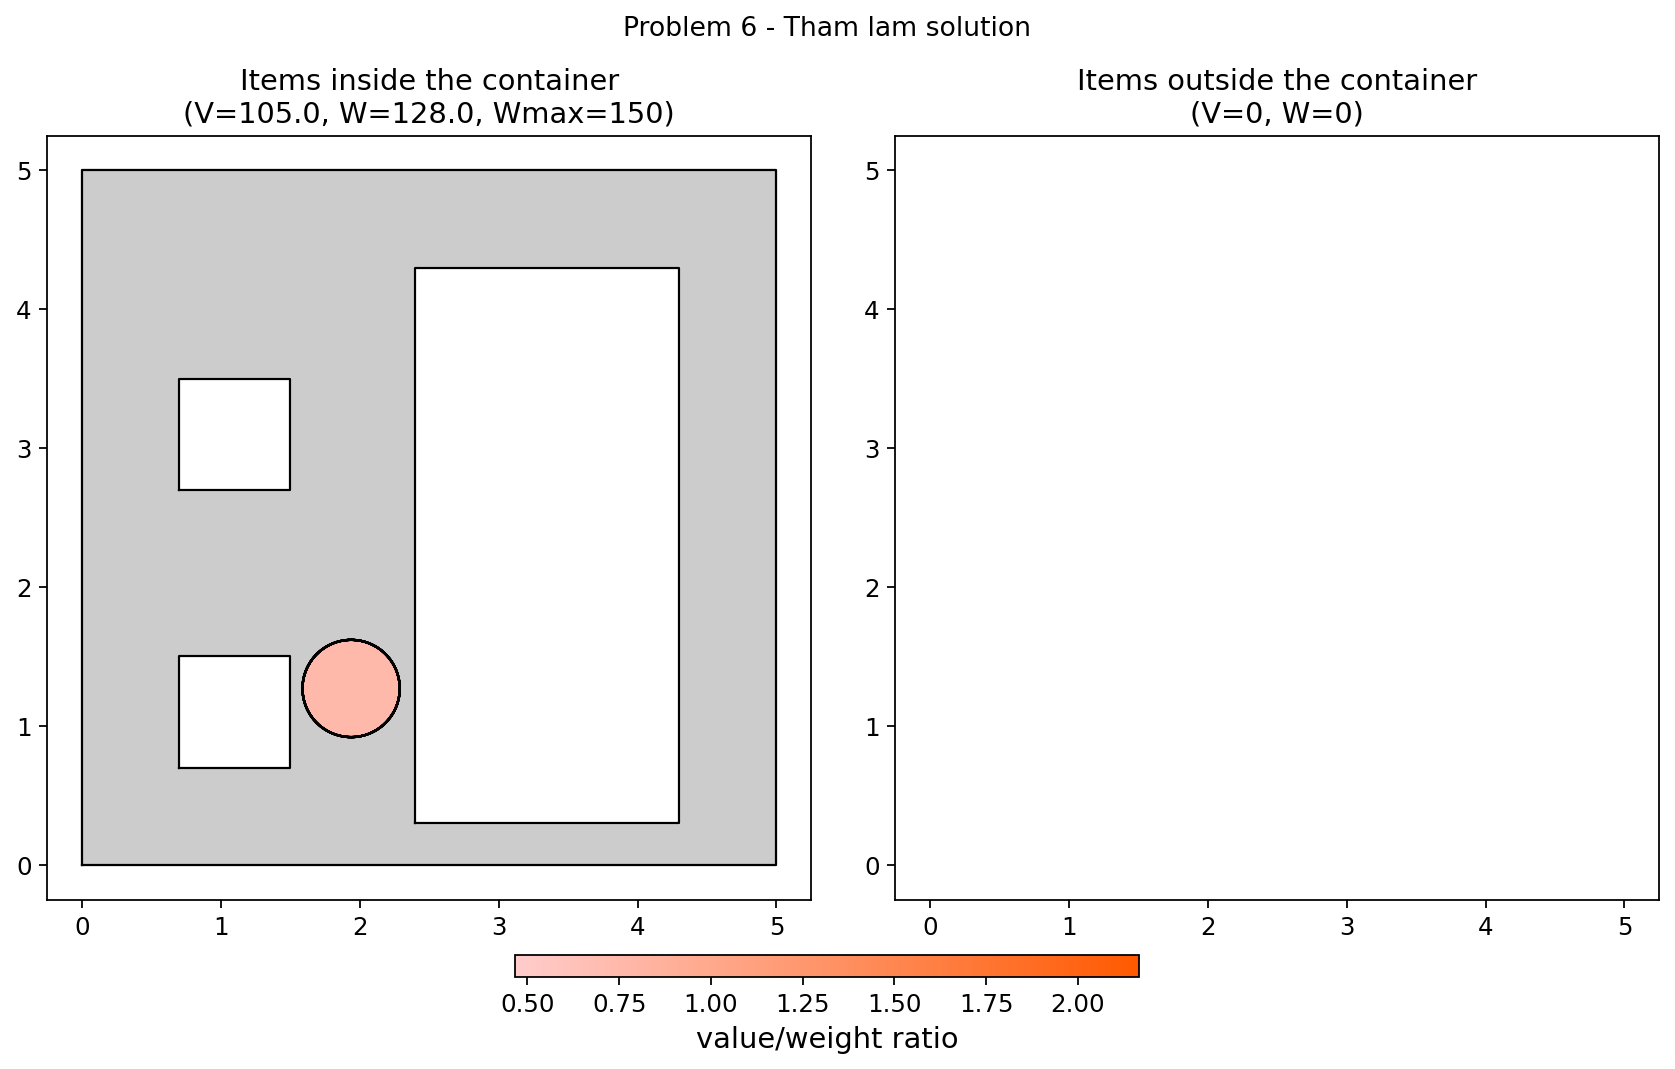 Problem 6 - Tham lam solution
Items inside the container
(V=105.0, W=128.0, Wmax=150)
5
4
3
2
1
0
0 1 2 3 4 5
Items outside the container
(V=0, W=0)
5
4
3
2
1
0
0 1 2 3 4 5
0.50 0.75 1.00 1.25 1.50 1.75 2.00
value/weight ratio